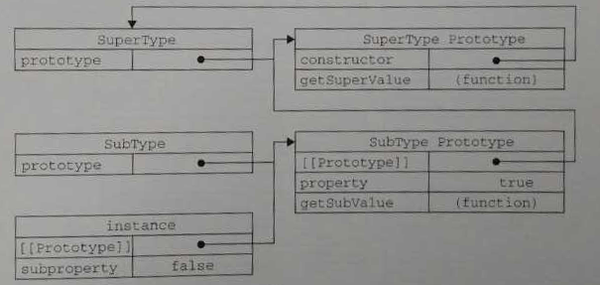 SuperType
prototype
SuperType Prototype
constructor
getSuperValue (function)
SubType
prototype
SubType Prototype
[[Prototype]]
property true
getSubValue (function)
instance
[[Prototype]]
subproperty false